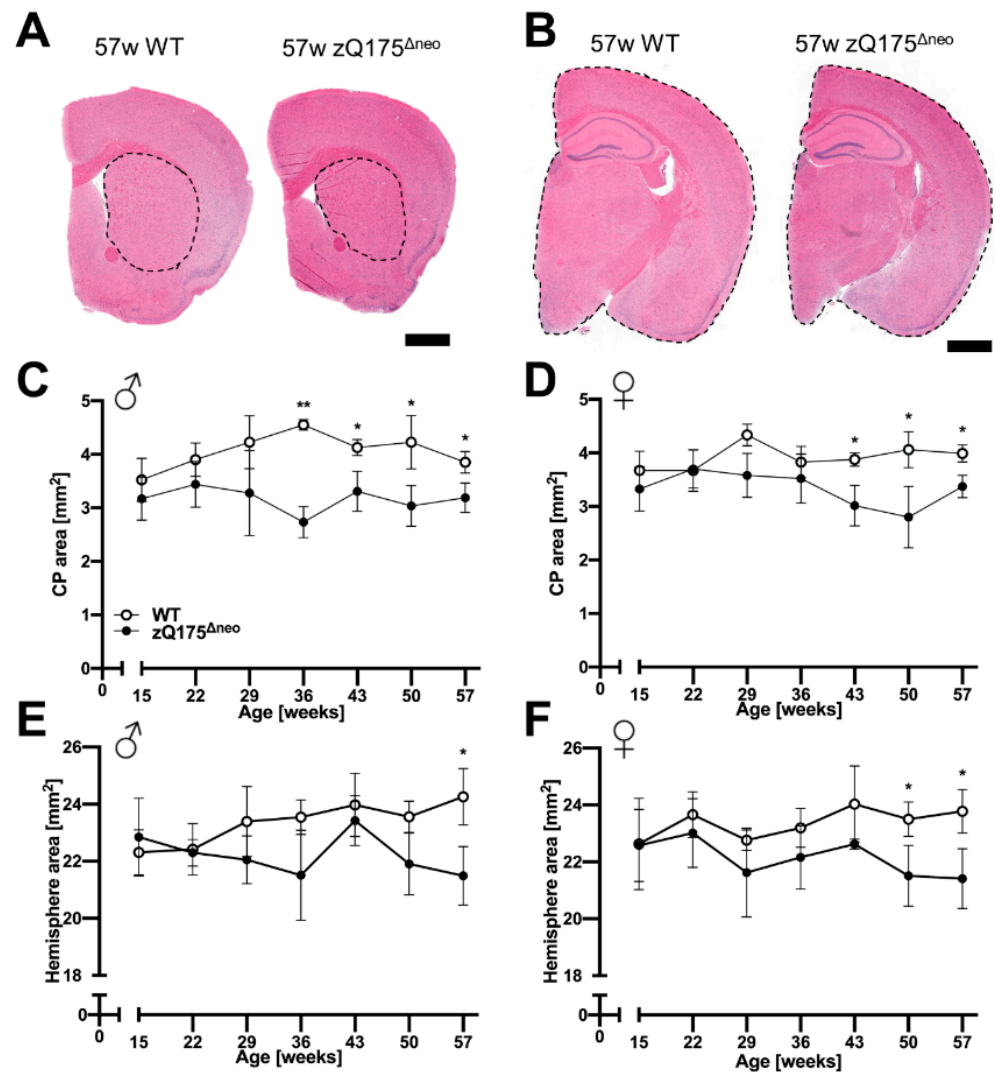 A
57w WT
57w zQ175Δneo
B
57w WT
57w zQ175Δneo
C
♂
CP area [mm²]
5
4
3
2
1
0
** * * *
WT
zQ175Δneo
0
15 22 29 36 43 50 57
Age [weeks]
D
♀
CP area [mm²]
5
4
3
2
1
0
* * *
0
15 22 29 36 43 50 57
Age [weeks]
E
♂
Hemisphere area [mm²]
26
24
22
20
18
0
*
0
15 22 29 36 43 50 57
Age [weeks]
F
♀
Hemisphere area [mm²]
26
24
22
20
18
0
* *
0
15 22 29 36 43 50 57
Age [weeks]